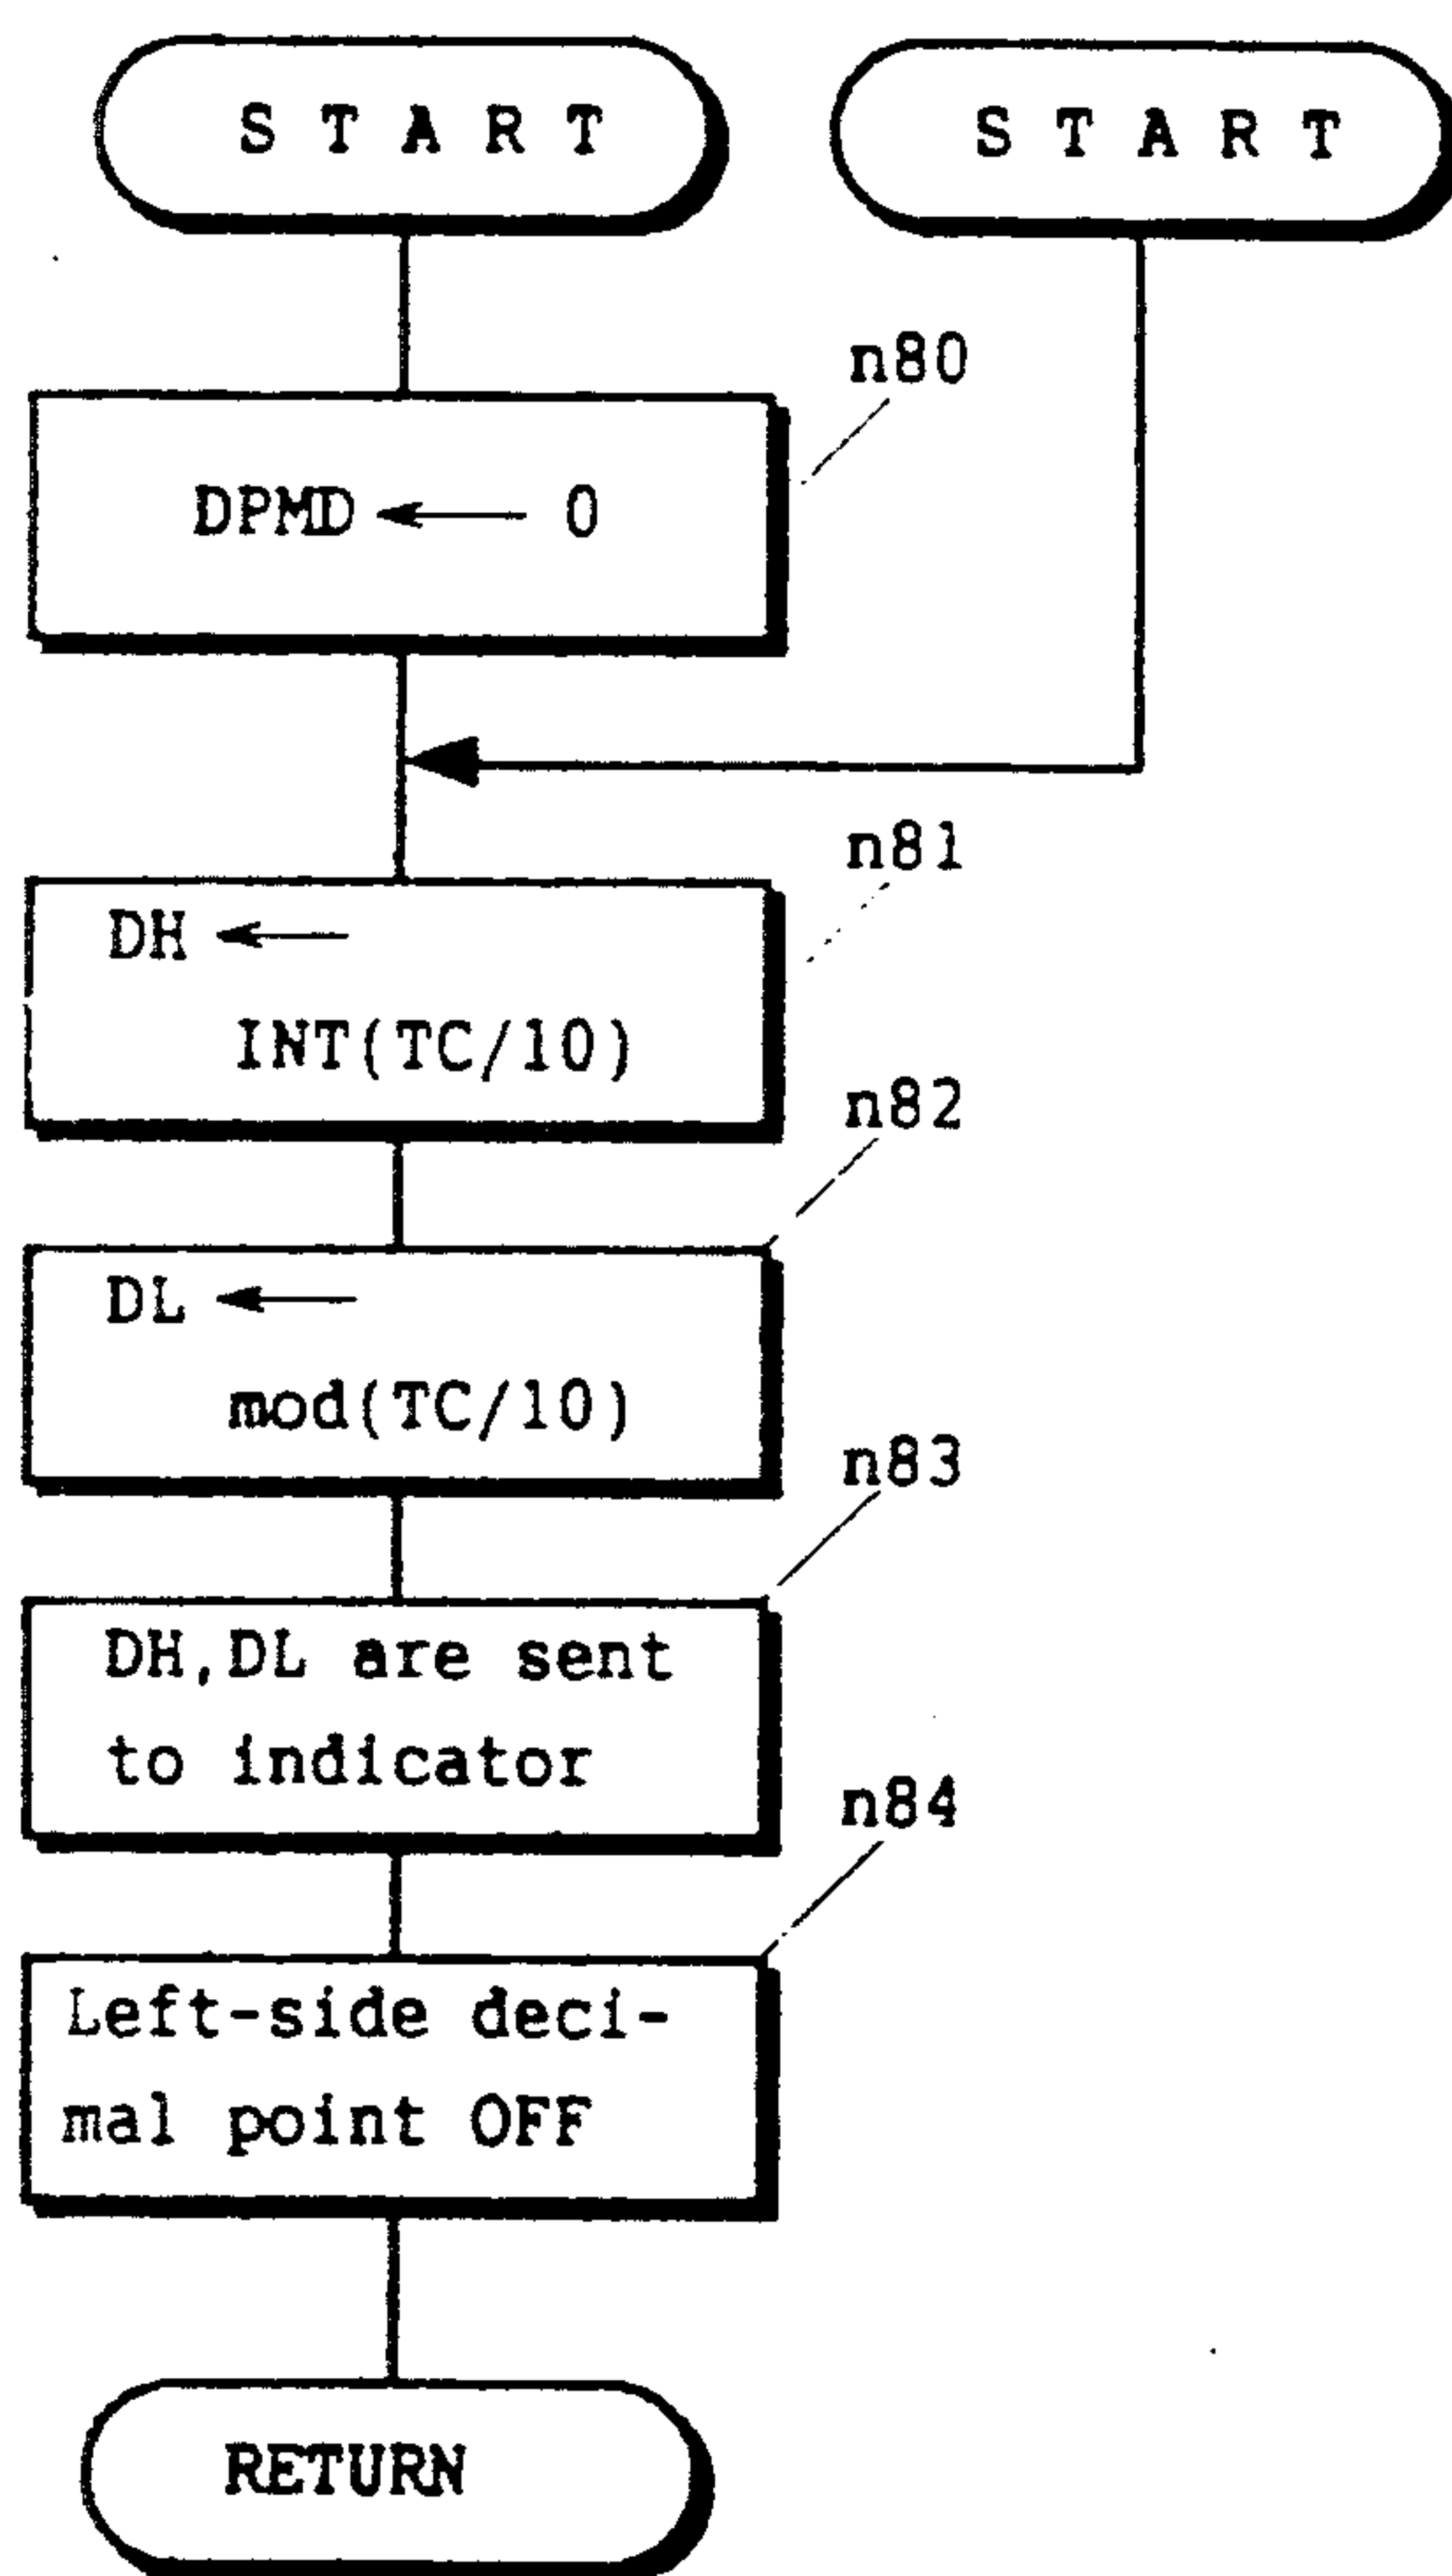 START
START
n80
DPMD ← 0
n81
DH ←
INT(TC/10)
n82
DL ←
mod(TC/10)
n83
DH,DL are sent
to indicator
n84
Left-side deci-
mal point OFF
RETURN